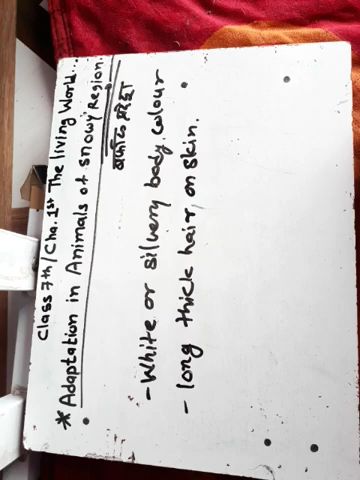 Class 7th/Cha. 1st The living World...
* Adaptation in Animals of snowy Region.
बर्फीले प्रदेश
- White or silvery body colour
- long thick hair, on skin.